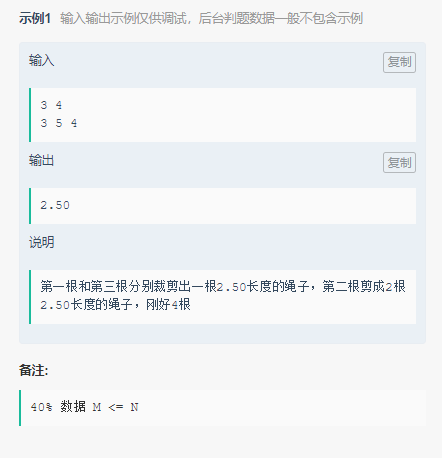 示例1 输入输出示例仅供调试，后台判题数据一般不包含示例
输入
复制
3 4
3 5 4
输出
复制
2.50
说明
第一根和第三根分别裁剪出一根2.50长度的绳子，第二根剪成2根
2.50长度的绳子，刚好4根
备注:
40% 数据 M <= N